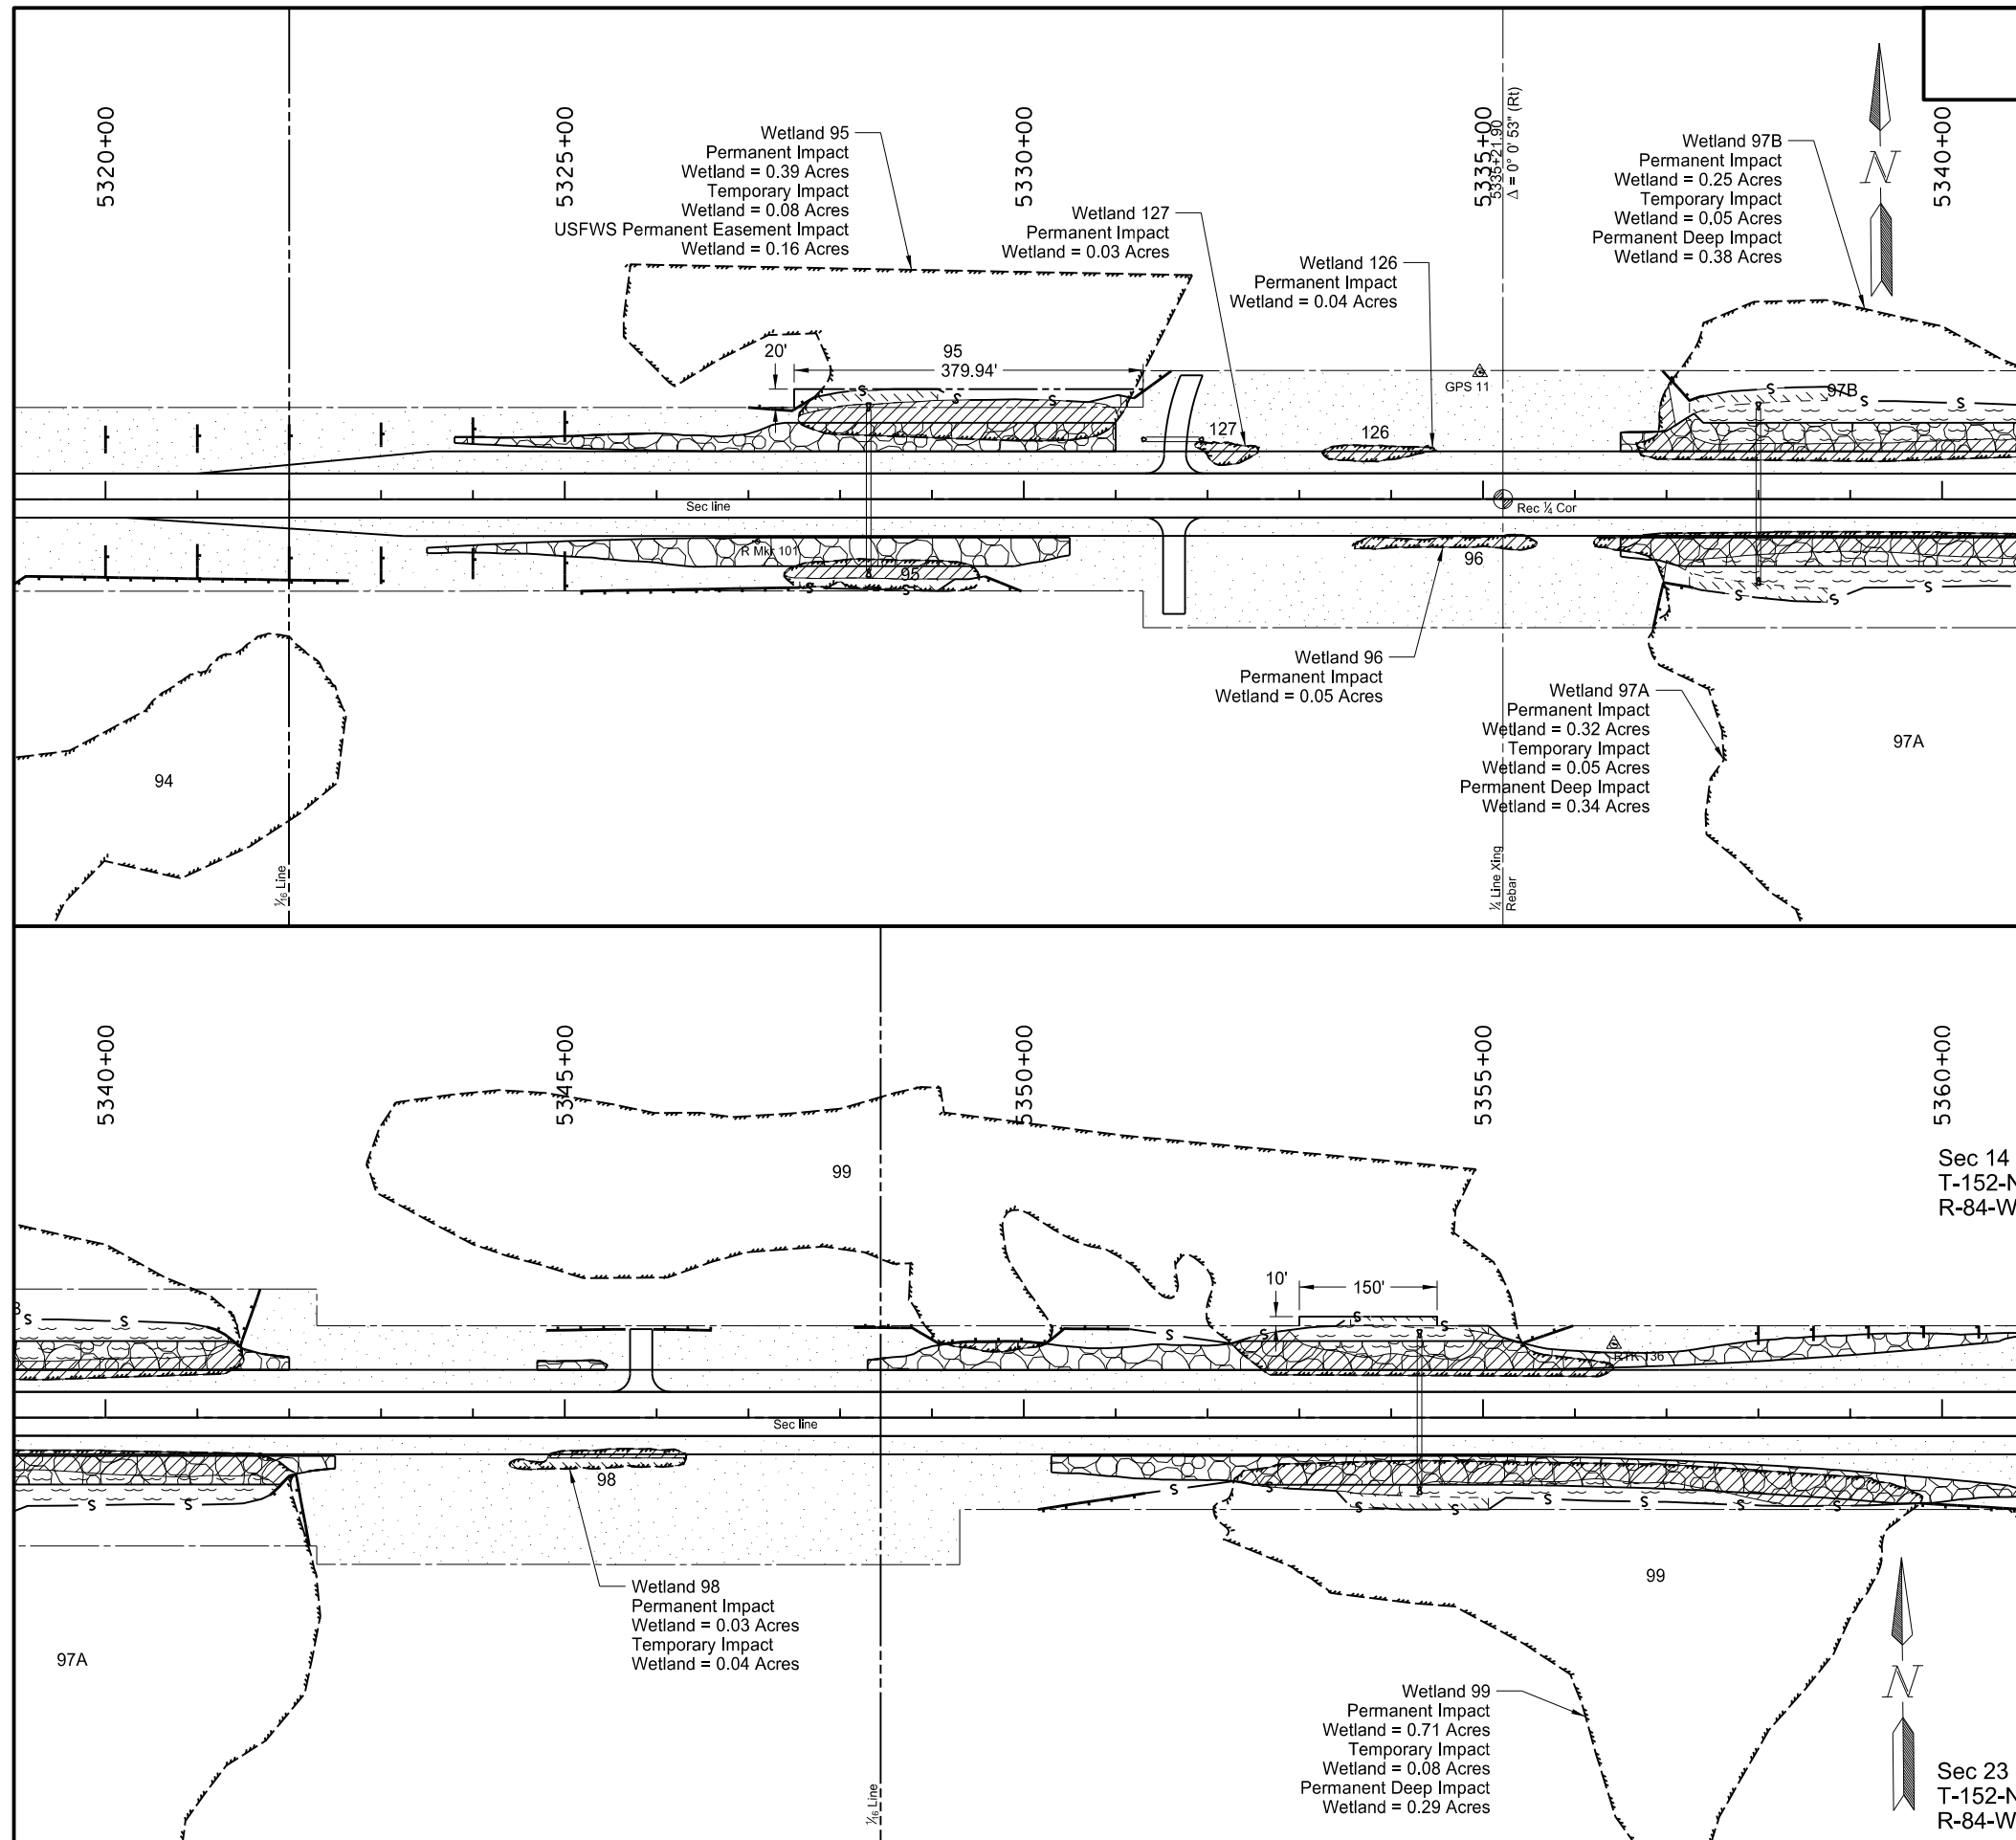 5320+00
5325+00
5330+00
5335+00
5335+21.90
Δ = 0° 0' 53" (Rt)
5340+00
Wetland 95
Permanent Impact
Wetland = 0.39 Acres
Temporary Impact
Wetland = 0.08 Acres
USFWS Permanent Easement Impact
Wetland = 0.16 Acres
Wetland 127
Permanent Impact
Wetland = 0.03 Acres
Wetland 126
Permanent Impact
Wetland = 0.04 Acres
Wetland 97B
Permanent Impact
Wetland = 0.25 Acres
Temporary Impact
Wetland = 0.05 Acres
Permanent Deep Impact
Wetland = 0.38 Acres
N
20'
95
379.94'
GPS 11
97B
S
S
S
S
S
S
127
126
Sec line
Rec ¼ Cor
R Mkr 101
95
96
S
S
S
S
S
Wetland 96
Permanent Impact
Wetland = 0.05 Acres
Wetland 97A
Permanent Impact
Wetland = 0.32 Acres
Temporary Impact
Wetland = 0.05 Acres
Permanent Deep Impact
Wetland = 0.34 Acres
97A
94
1/16 Line
¼ Line Xing
Rebar
5340+00
5345+00
5350+00
5355+00
5360+00
Sec 14
T-152-N
R-84-W
99
10'
150'
B
S
S
S
S
S
S
RTK 136
Sec line
98
S
S
S
S
S
S
S
S
S
S
Wetland 98
Permanent Impact
Wetland = 0.03 Acres
Temporary Impact
Wetland = 0.04 Acres
97A
99
Wetland 99
Permanent Impact
Wetland = 0.71 Acres
Temporary Impact
Wetland = 0.08 Acres
Permanent Deep Impact
Wetland = 0.29 Acres
N
1/16 Line
Sec 23
T-152-N
R-84-W